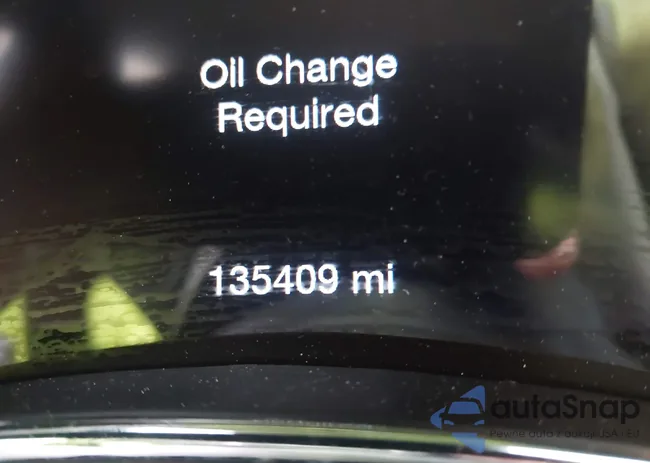 Oil Change
Required
135409 mi
autaSnap